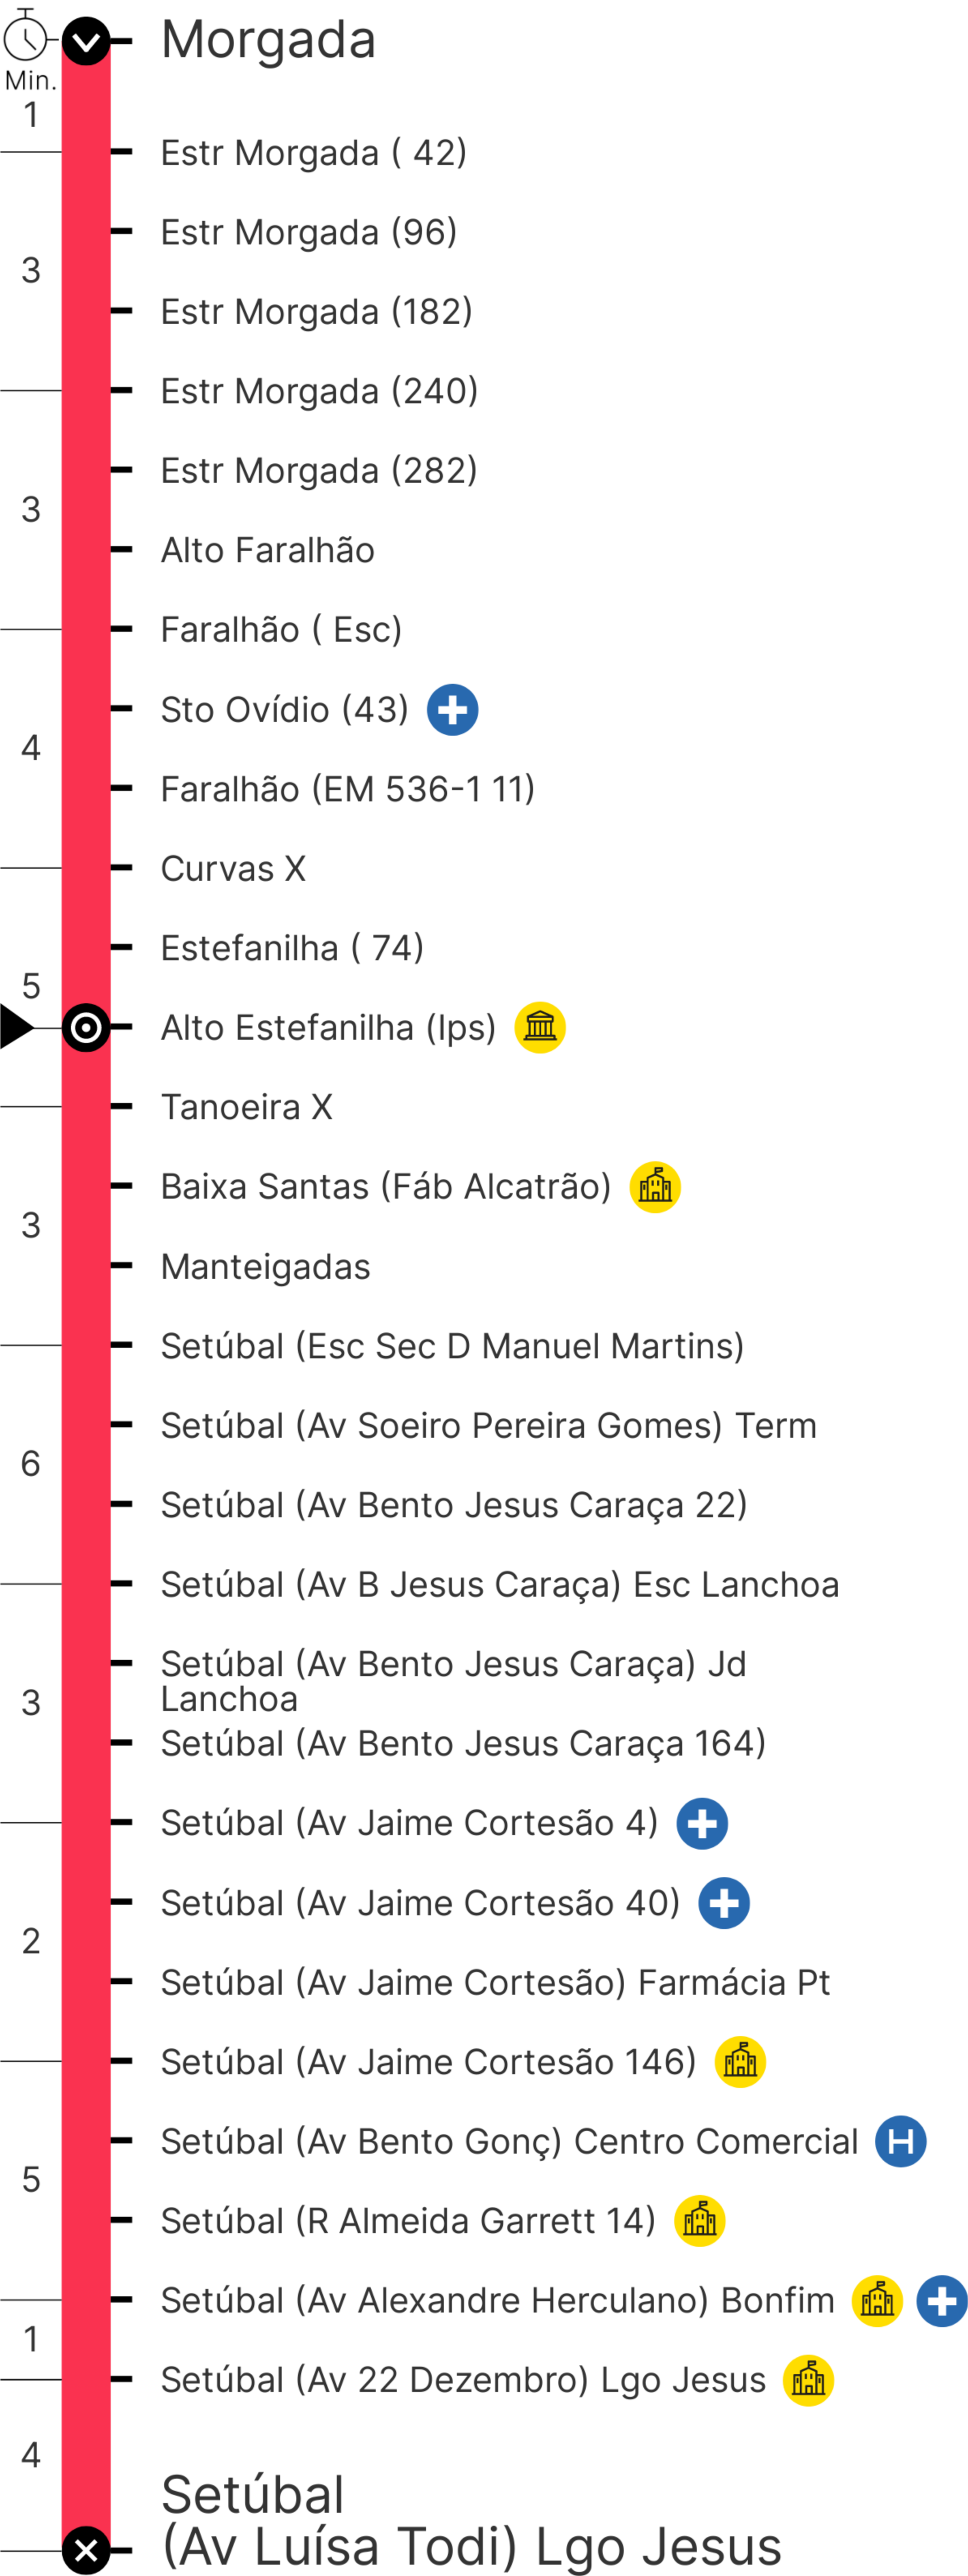 Morgada
Min.
1
Estr Morgada ( 42)
Estr Morgada (96)
3
Estr Morgada (182)
Estr Morgada (240)
Estr Morgada (282)
3
Alto Faralhão
Faralhão ( Esc)
Sto Ovídio (43)
4
Faralhão (EM 536-1 11)
Curvas X
Estefanilha ( 74)
5
Alto Estefanilha (Ips)
Tanoeira X
Baixa Santas (Fáb Alcatrão)
3
Manteigadas
Setúbal (Esc Sec D Manuel Martins)
Setúbal (Av Soeiro Pereira Gomes) Term
6
Setúbal (Av Bento Jesus Caraça 22)
Setúbal (Av B Jesus Caraça) Esc Lanchoa
Setúbal (Av Bento Jesus Caraça) Jd
Lanchoa
3
Setúbal (Av Bento Jesus Caraça 164)
Setúbal (Av Jaime Cortesão 4)
Setúbal (Av Jaime Cortesão 40)
2
Setúbal (Av Jaime Cortesão) Farmácia Pt
Setúbal (Av Jaime Cortesão 146)
Setúbal (Av Bento Gonç) Centro Comercial H
5
Setúbal (R Almeida Garrett 14)
Setúbal (Av Alexandre Herculano) Bonfim
1
Setúbal (Av 22 Dezembro) Lgo Jesus
4
Setúbal
(Av Luísa Todi) Lgo Jesus